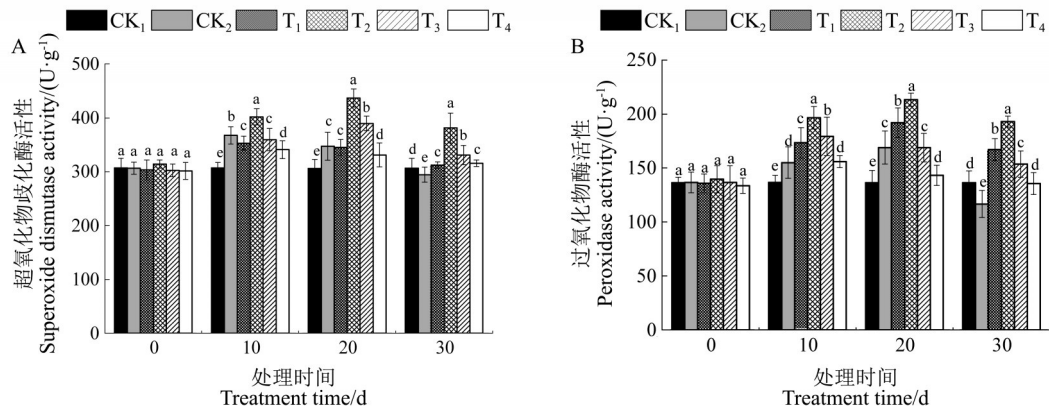 CK₁ CK₂ T₁ T₂ T₃ T₄
A
500
400
300
300
100
0
超氧化物歧化酶活性
Superoxide dismutase activity/(U·g⁻¹)
a a a a a a
e b c a c d
e c c a b d
d e c a b c
0 10 20 30
处理时间
Treatment time/d
CK₁ CK₂ T₁ T₂ T₃ T₄
B
250
200
150
100
50
0
过氧化物酶活性
Peroxidase activity/(U·g⁻¹)
a a a a a a
e d c a b d
e c b a c d
d e b a c d
0 10 20 30
处理时间
Treatment time/d